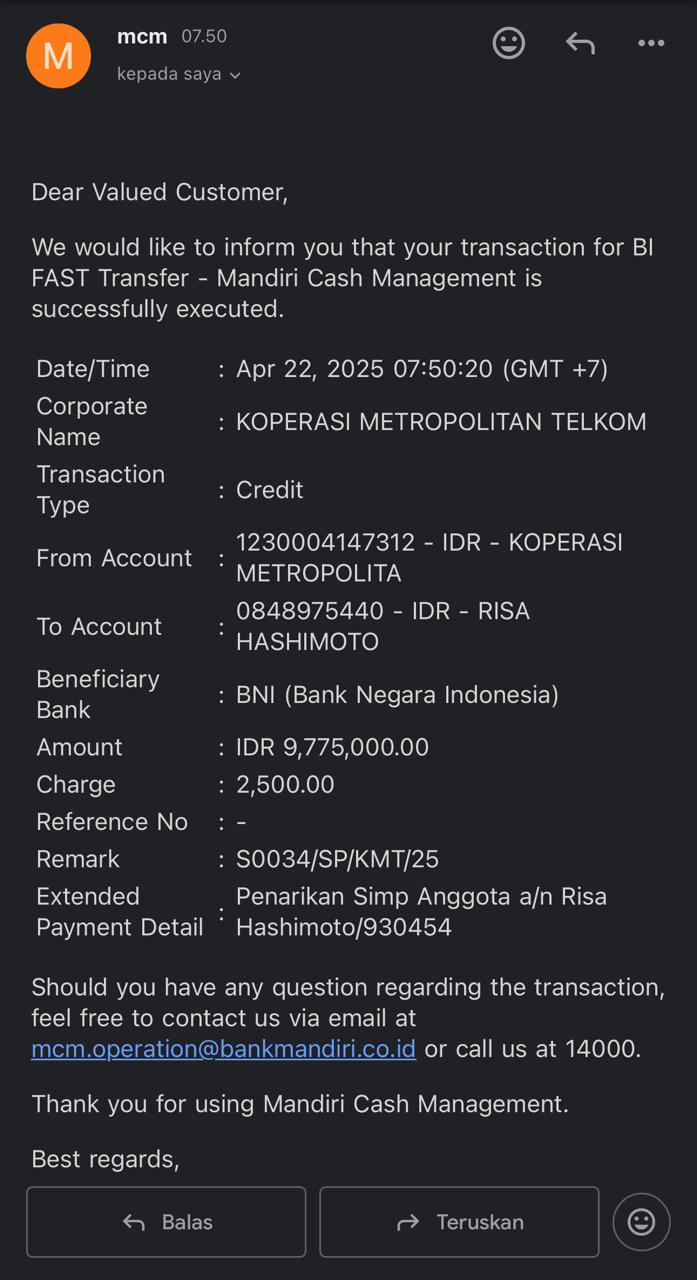 M
mcm 07.50
kepada saya
Dear Valued Customer,
We would like to inform you that your transaction for BI
FAST Transfer - Mandiri Cash Management is
successfully executed.
Date/Time : Apr 22, 2025 07:50:20 (GMT +7)
Corporate
Name : KOPERASI METROPOLITAN TELKOM
Transaction
Type : Credit
From Account : 1230004147312 - IDR - KOPERASI
METROPOLITA
To Account : 0848975440 - IDR - RISA
HASHIMOTO
Beneficiary
Bank : BNI (Bank Negara Indonesia)
Amount : IDR 9,775,000.00
Charge : 2,500.00
Reference No : -
Remark : S0034/SP/KMT/25
Extended
Payment Detail : Penarikan Simp Anggota a/n Risa
Hashimoto/930454
Should you have any question regarding the transaction,
feel free to contact us via email at
mcm.operation@bankmandiri.co.id or call us at 14000.
Thank you for using Mandiri Cash Management.
Best regards,
Balas
Teruskan